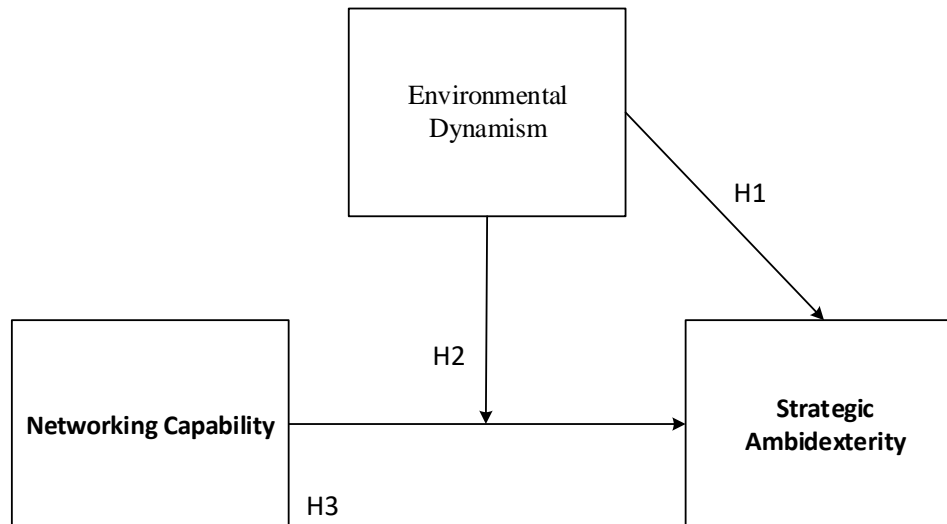 Environmental
Dynamism
H1
H2
Networking Capability
Strategic
Ambidexterity
H3